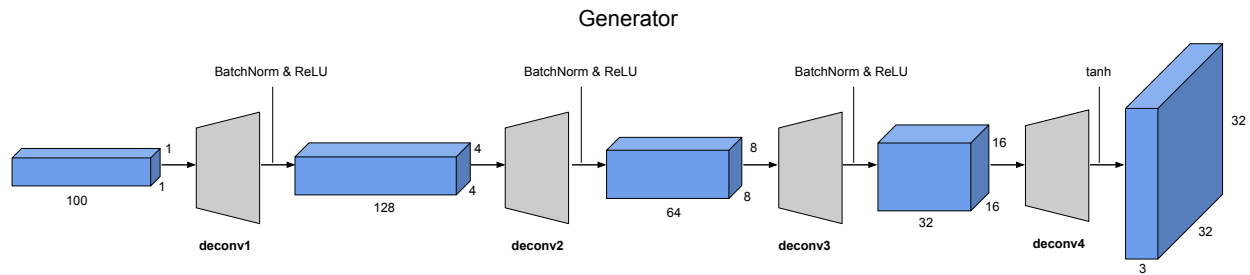 Generator
BatchNorm & ReLU
BatchNorm & ReLU
BatchNorm & ReLU
tanh
1
1
100
4
4
128
8
8
64
16
16
32
32
32
3
deconv1
deconv2
deconv3
deconv4